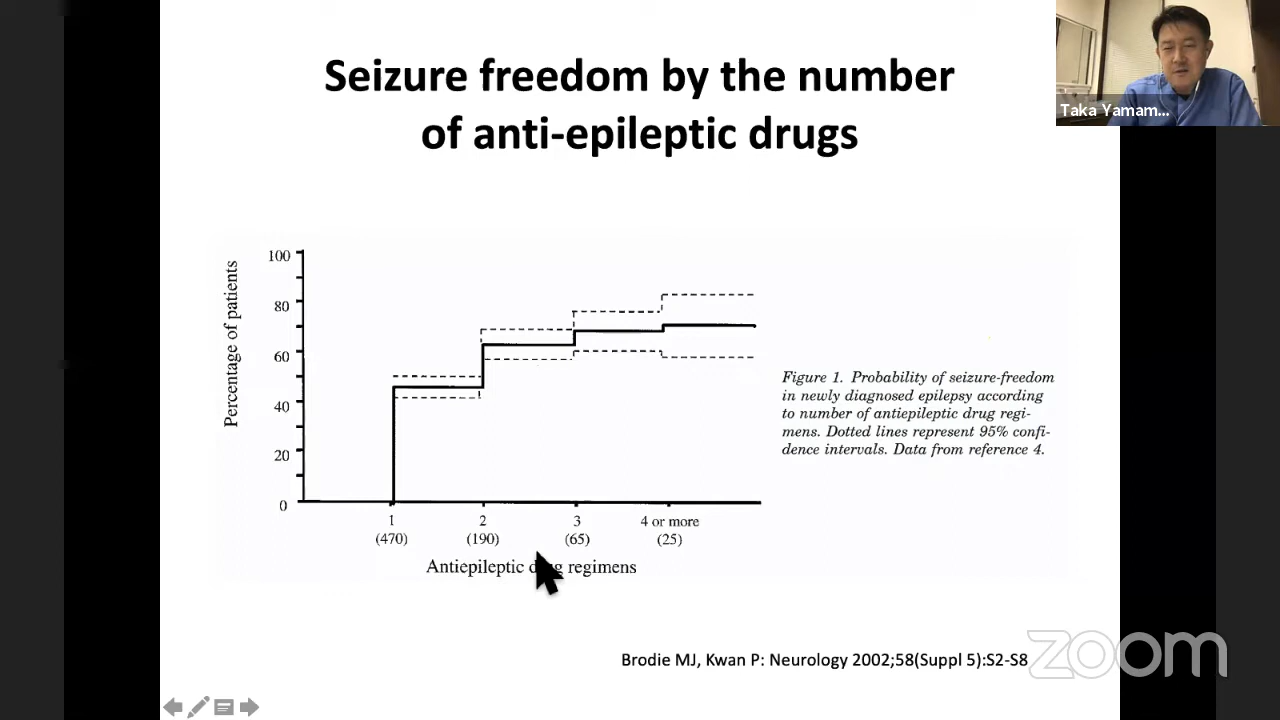 Seizure freedom by the number
of anti-epileptic drugs
Taka Yamam...
Percentage of patients
100
80
60
40
20
0
1
2
3
4 or more
(470)
(190)
(65)
(25)
Antiepileptic drug regimens
Figure 1. Probability of seizure-freedom
in newly diagnosed epilepsy according
to number of antiepileptic drug regi-
mens. Dotted lines represent 95% confi-
dence intervals. Data from reference 4.
Brodie MJ, Kwan P: Neurology 2002;58(Suppl 5):S2-S8
zoom